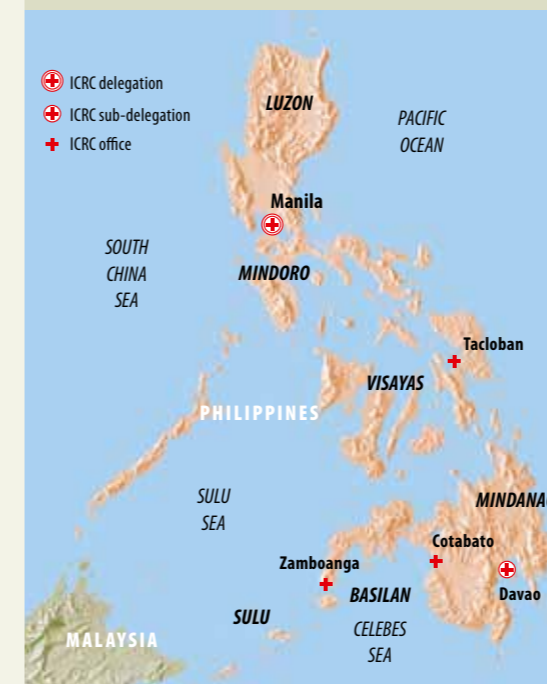 ICRC delegation
ICRC sub-delegation
ICRC office
LUZON
PACIFIC
OCEAN
Manila
SOUTH
CHINA
SEA
MINDORO
Tacloban
VISAYAS
PHILIPPINES
SULU
SEA
MINDANAO
Cotabato
Zamboanga
BASILAN
Davao
SULU
CELEBES
SEA
MALAYSIA